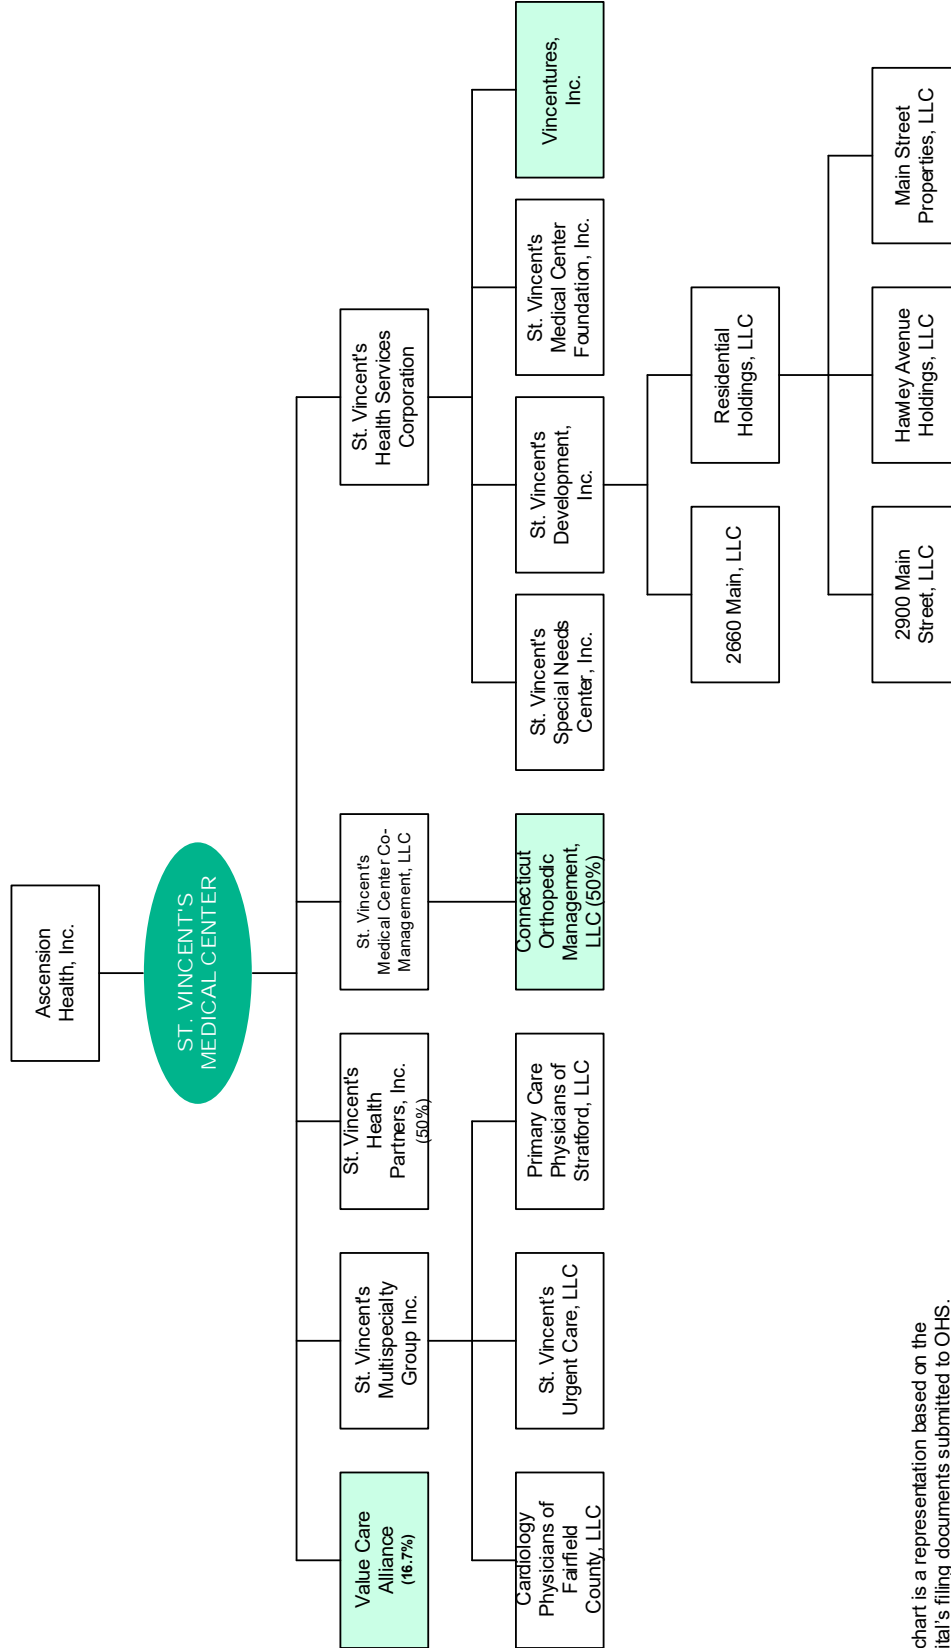 Ascension
Health, Inc.
ST. VINCENT'S
MEDICAL CENTER
Value Care
Alliance
(16.7%)
St. Vincent's
Multispecialty
Group Inc.
St. Vincent's
Health
Partners, Inc.
(50%)
St. Vincent's
Medical Center Co-
Management, LLC
St. Vincent's
Health Services
Corporation
Cardiology
Physicians of
Fairfield
County, LLC
St. Vincent’s
Urgent Care, LLC
Primary Care
Physicians of
Stratford, LLC
Connecticut
Orthopedic
Management,
LLC (50%)
St. Vincent's
Special Needs
Center, Inc.
St. Vincent's
Development,
Inc.
St. Vincent's
Medical Center
Foundation, Inc.
Vincentures,
Inc.
2660 Main, LLC
Residential
Holdings, LLC
2900 Main
Street, LLC
Hawley Avenue
Holdings, LLC
Main Street
Properties, LLC
chart is a representation based on the
ital’s filing documents submitted to OHS.